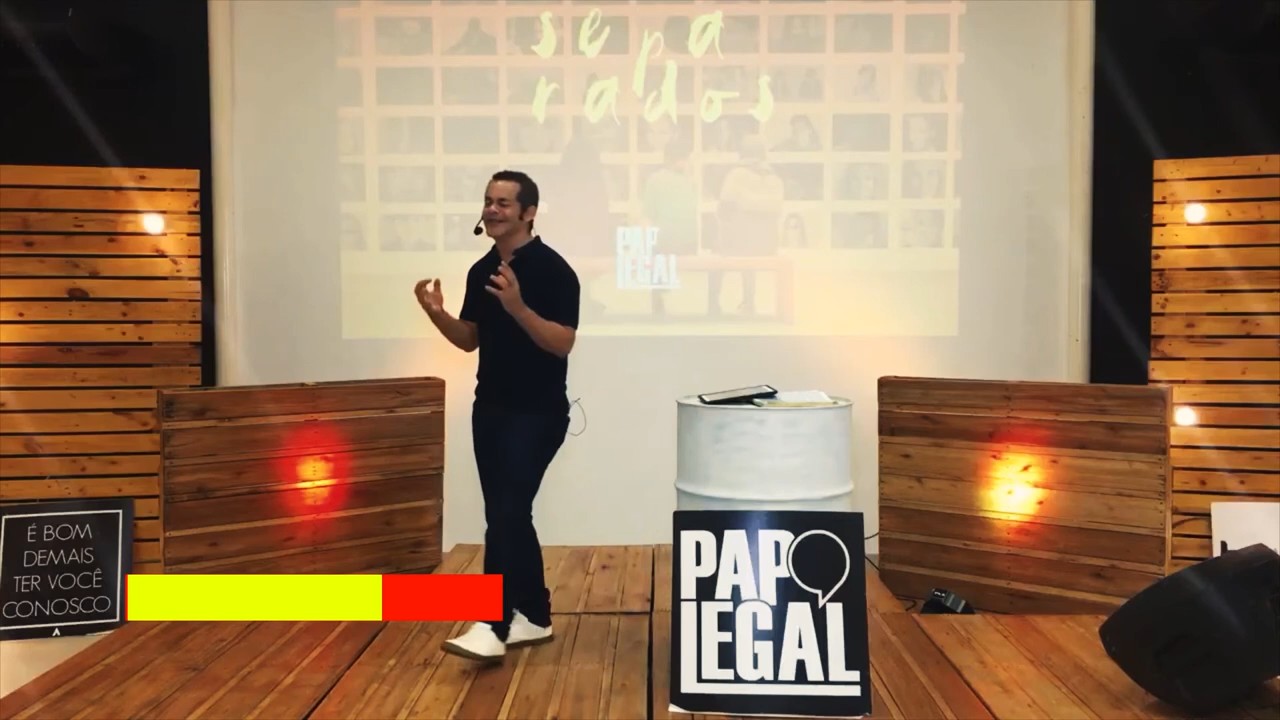 sepa
rados
PAPO
LEGAL
É BOM
DEMAIS
TER VOCÊ
CONOSCO
PAPO
LEGAL